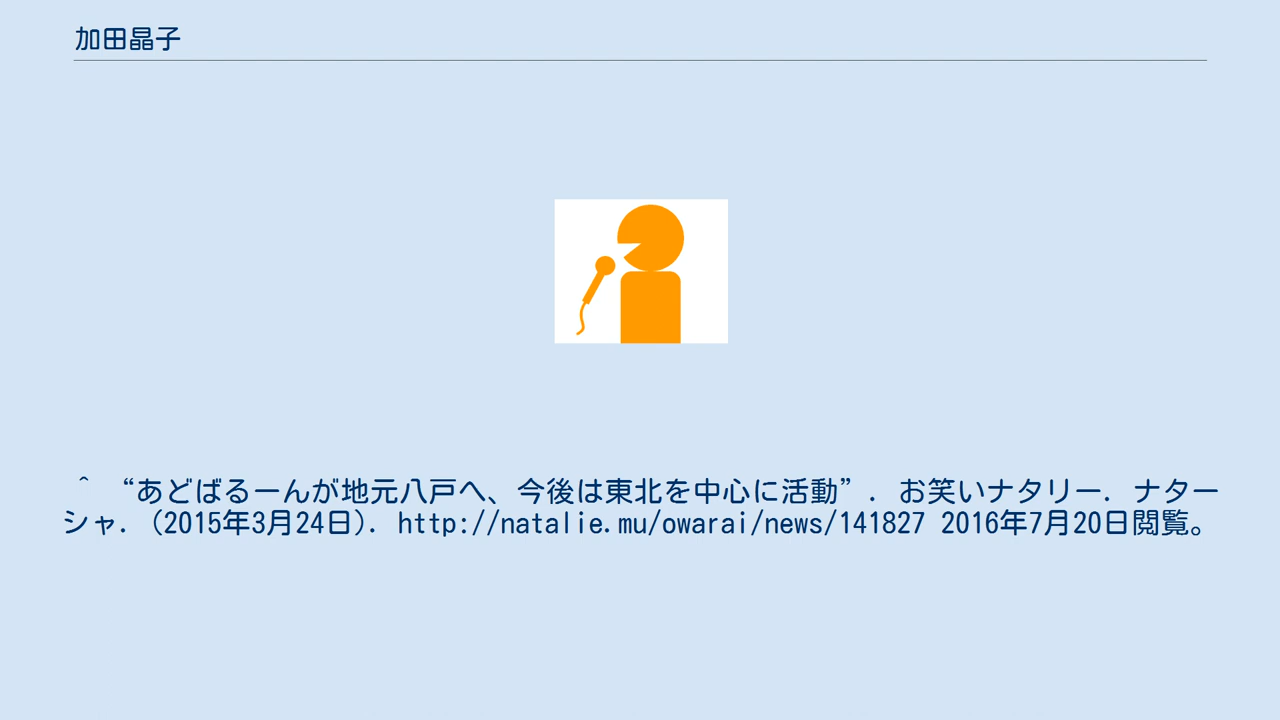 加田晶子
^ “あどばるーんが地元八戸へ、今後は東北を中心に活動”. お笑いナタリー. ナター
シャ. (2015年3月24日). http://natalie.mu/owarai/news/141827 2016年7月20日閲覧。